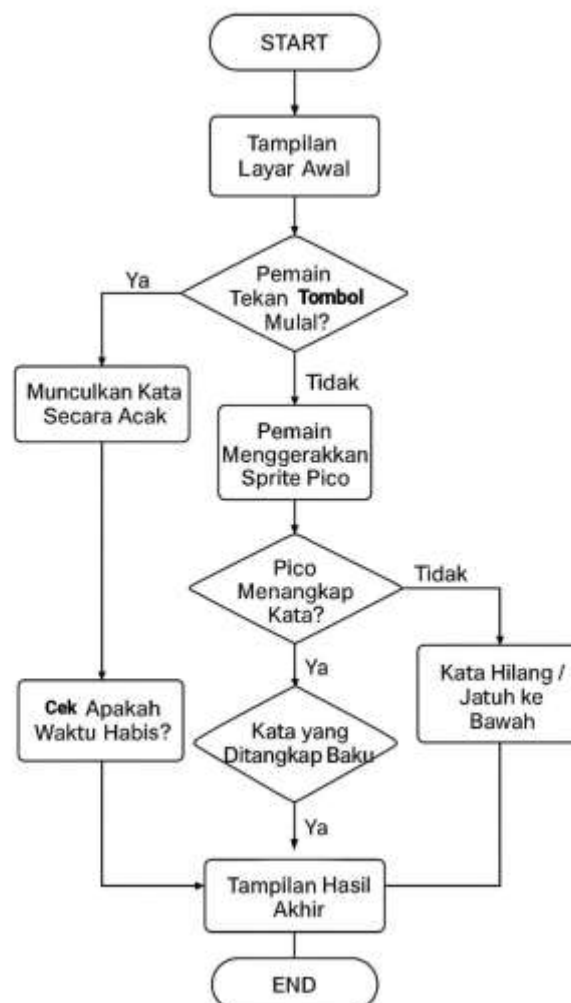 START
Tampilan
Layar Awal
Pemain
Tekan Tombol
Mulal?
Ya
Tidak
Munculkan Kata
Secara Acak
Pemain
Menggerakkan
Sprite Pico
Pico
Menangkap
Kata?
Tidak
Ya
Kata Hilang /
Jatuh ke
Bawah
Cek Apakah
Waktu Habis?
Kata yang
Ditangkap Baku
Ya
Tampilan Hasil
Akhir
END